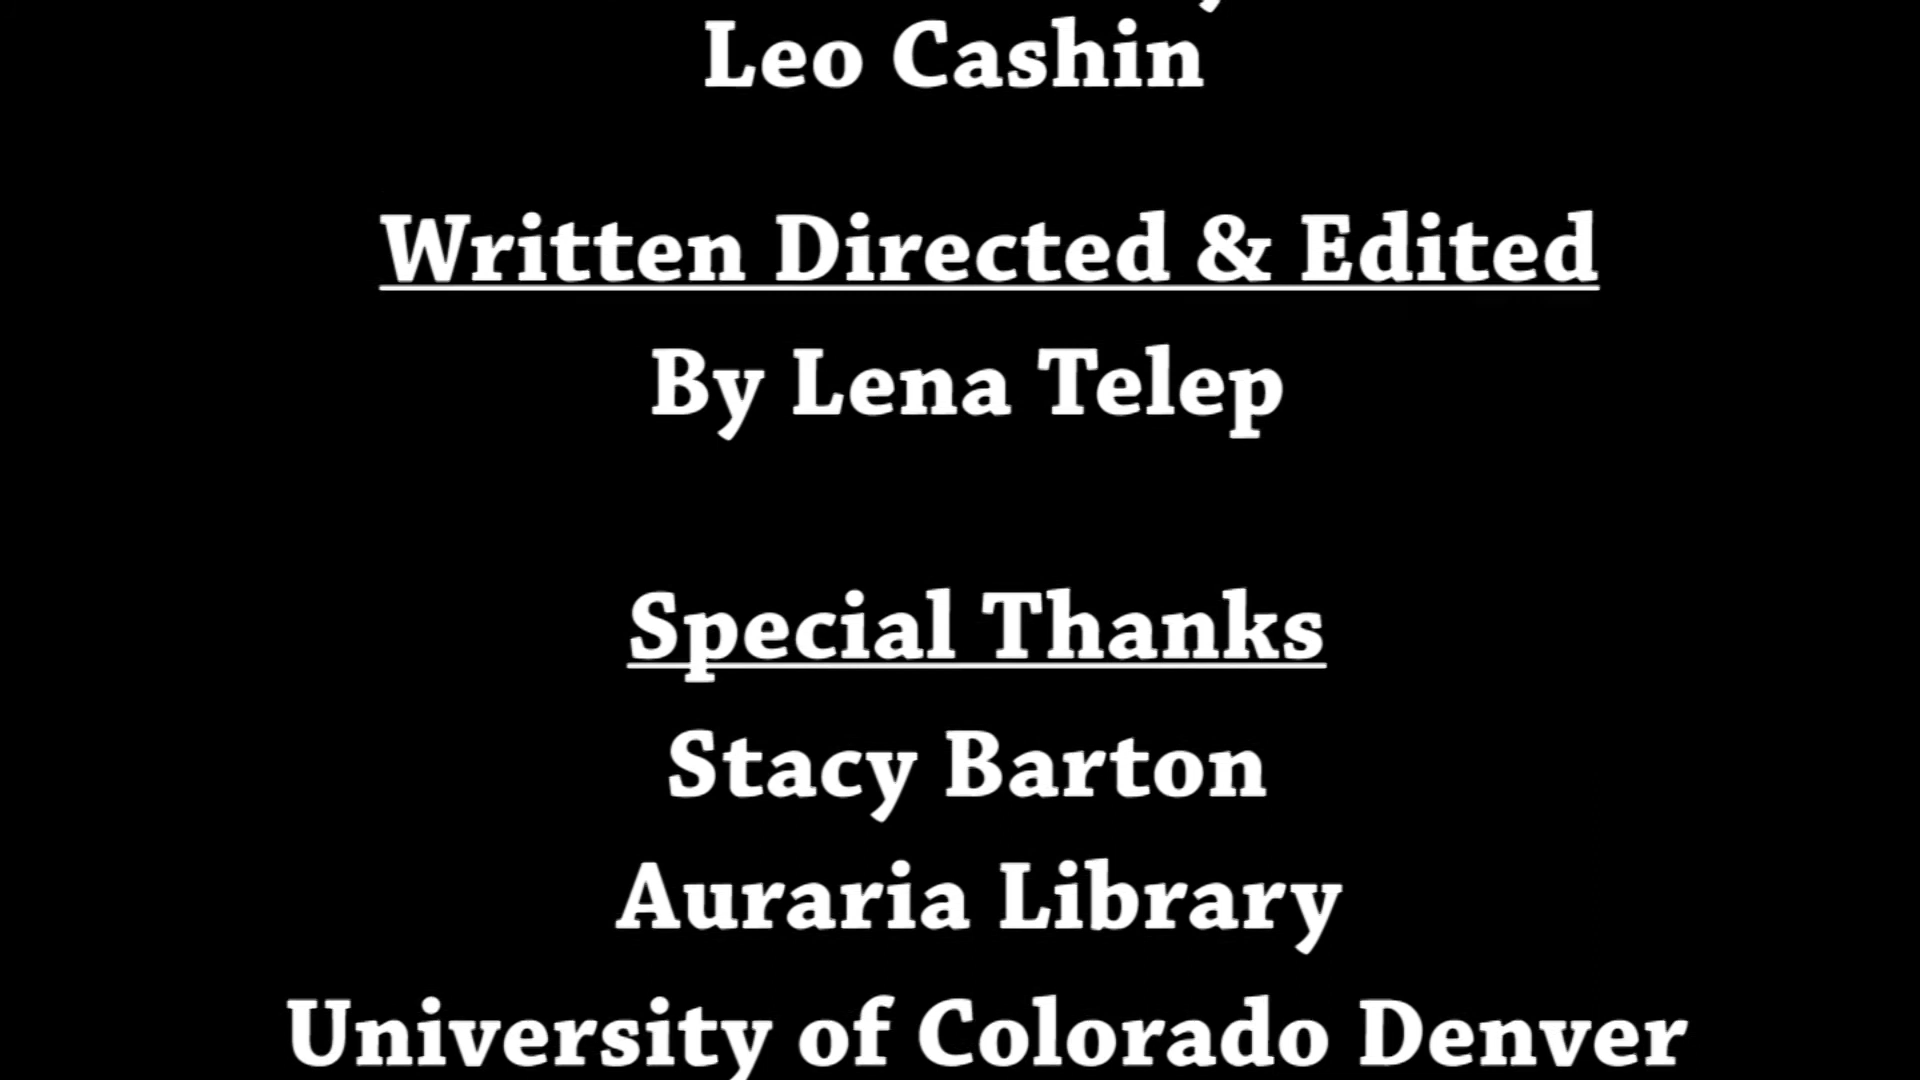 Leo Cashin
Written Directed & Edited
By Lena Telep
Special Thanks
Stacy Barton
Auraria Library
University of Colorado Denver